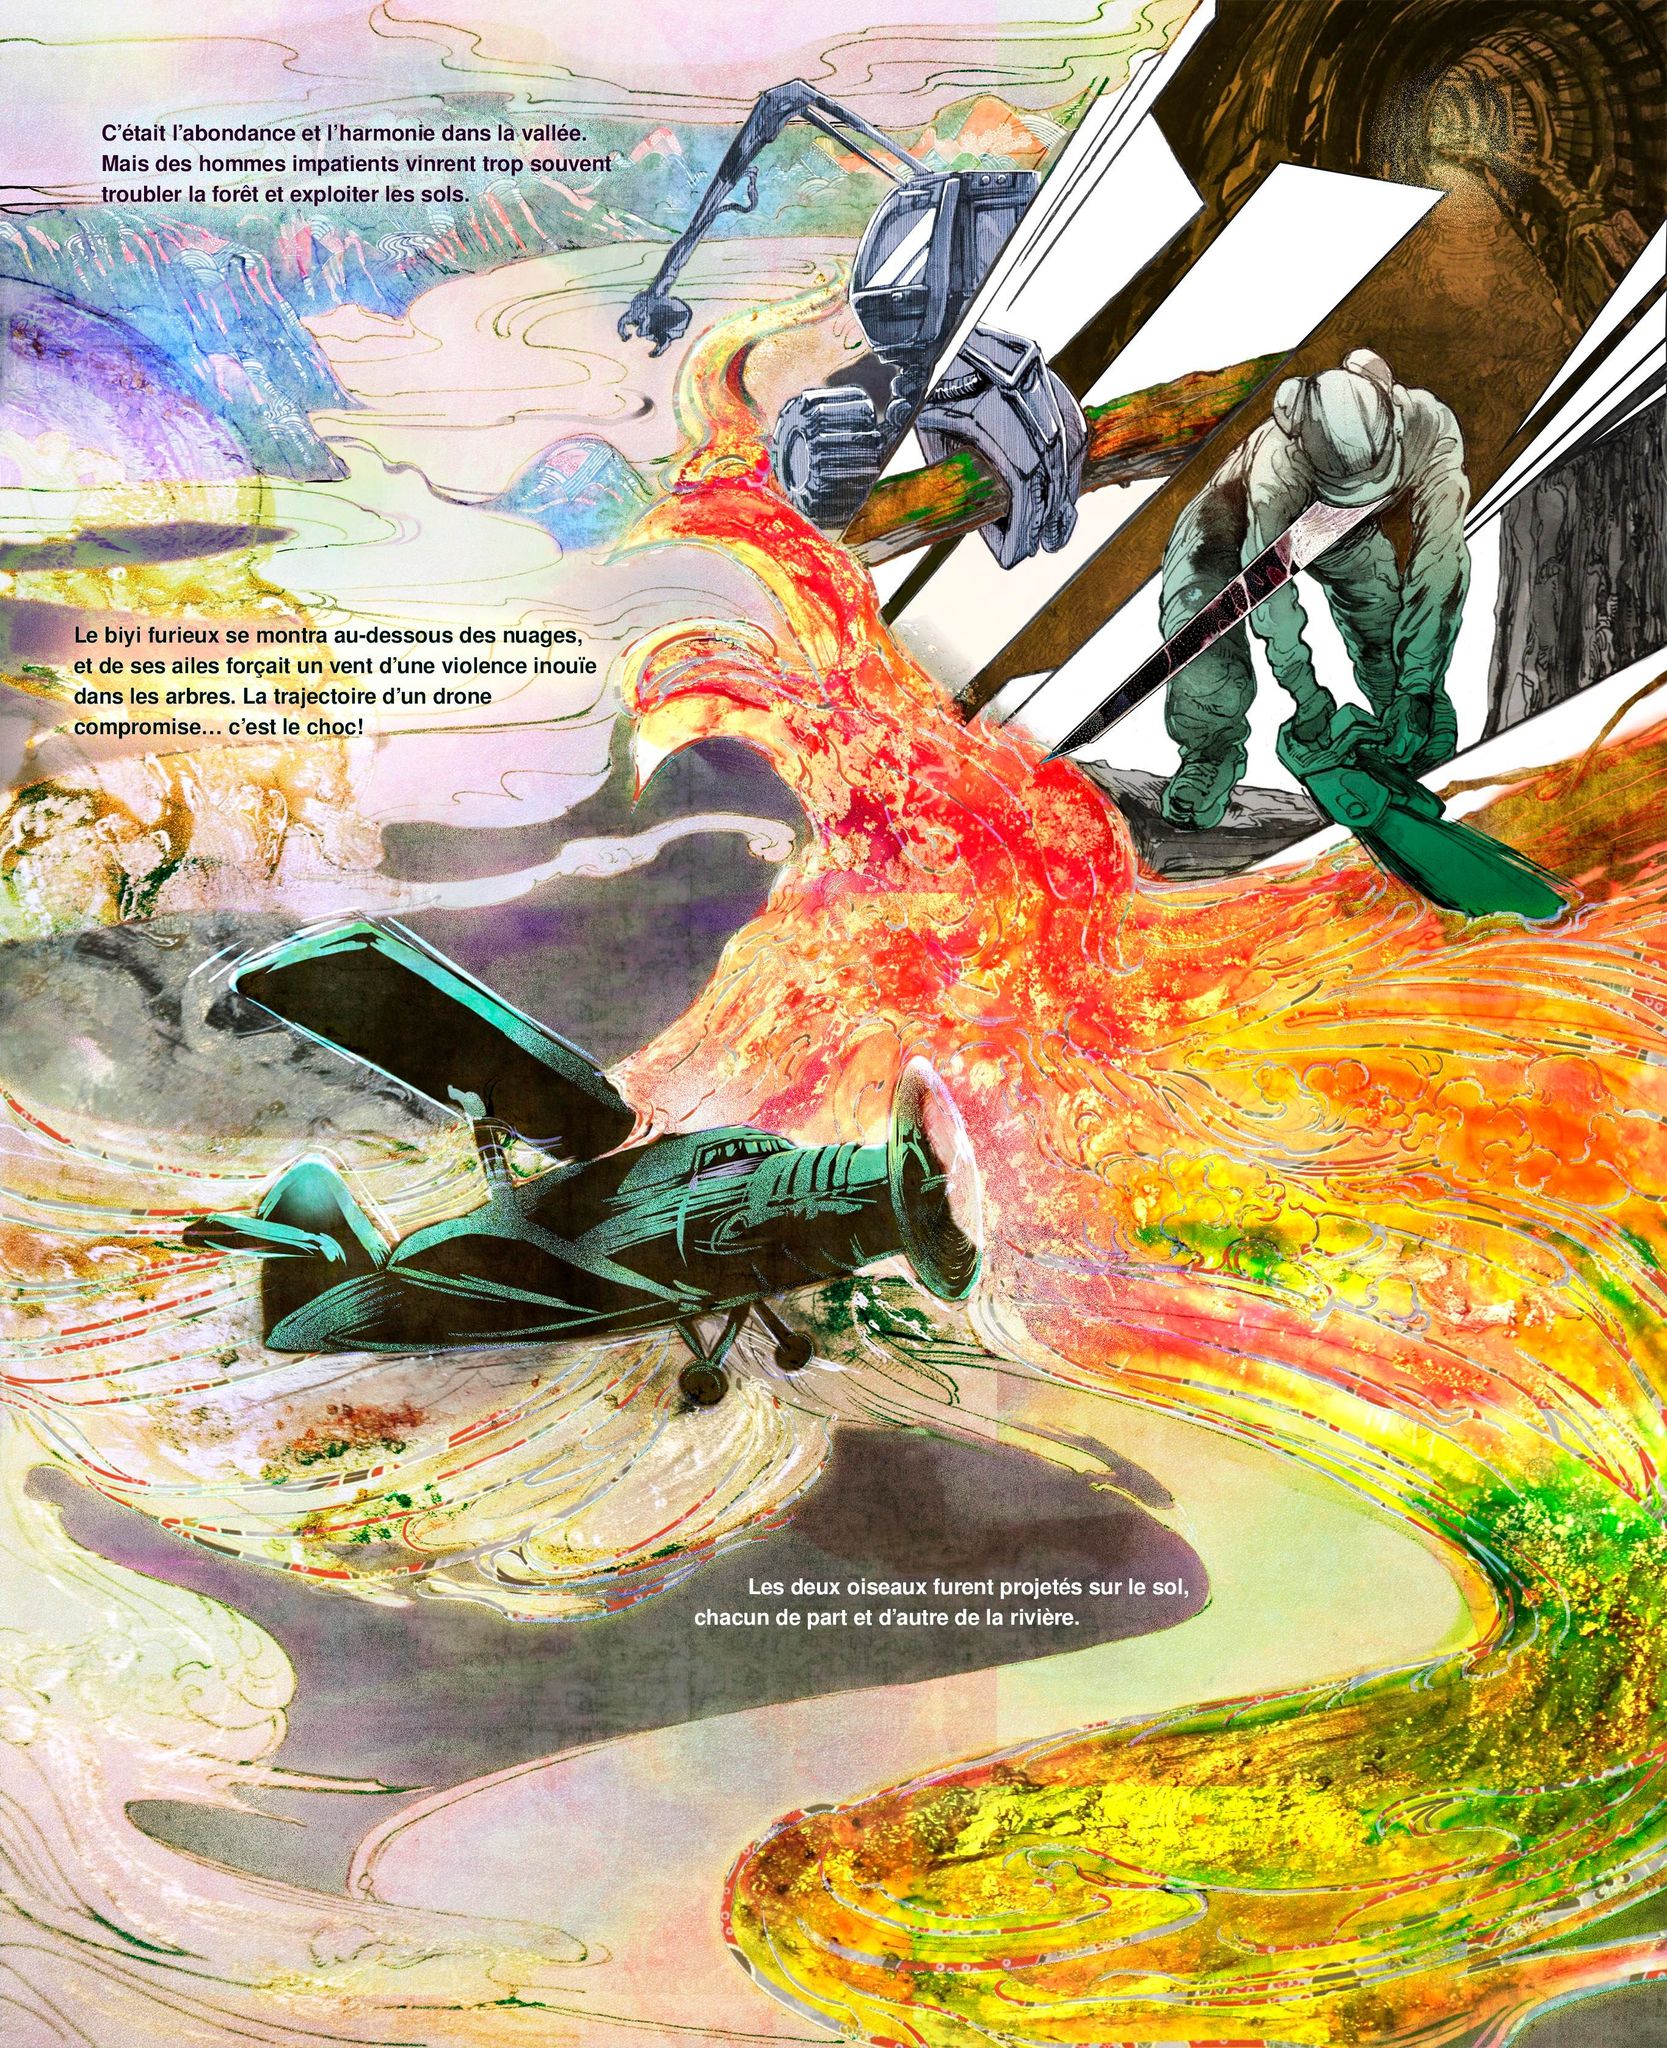 C'était l'abondance et l'harmonie dans la vallée.
Mais des hommes impatients vinrent trop souvent
troubler la forêt et exploiter les sols.
Le biyi furieux se montra au-dessous des nuages,
et de ses ailes forçait un vent d'une violence inouïe
dans les arbres. La trajectoire d'un drone
compromise… c'est le choc!
Les deux oiseaux furent projetés sur le sol,
chacun de part et d'autre de la rivière.